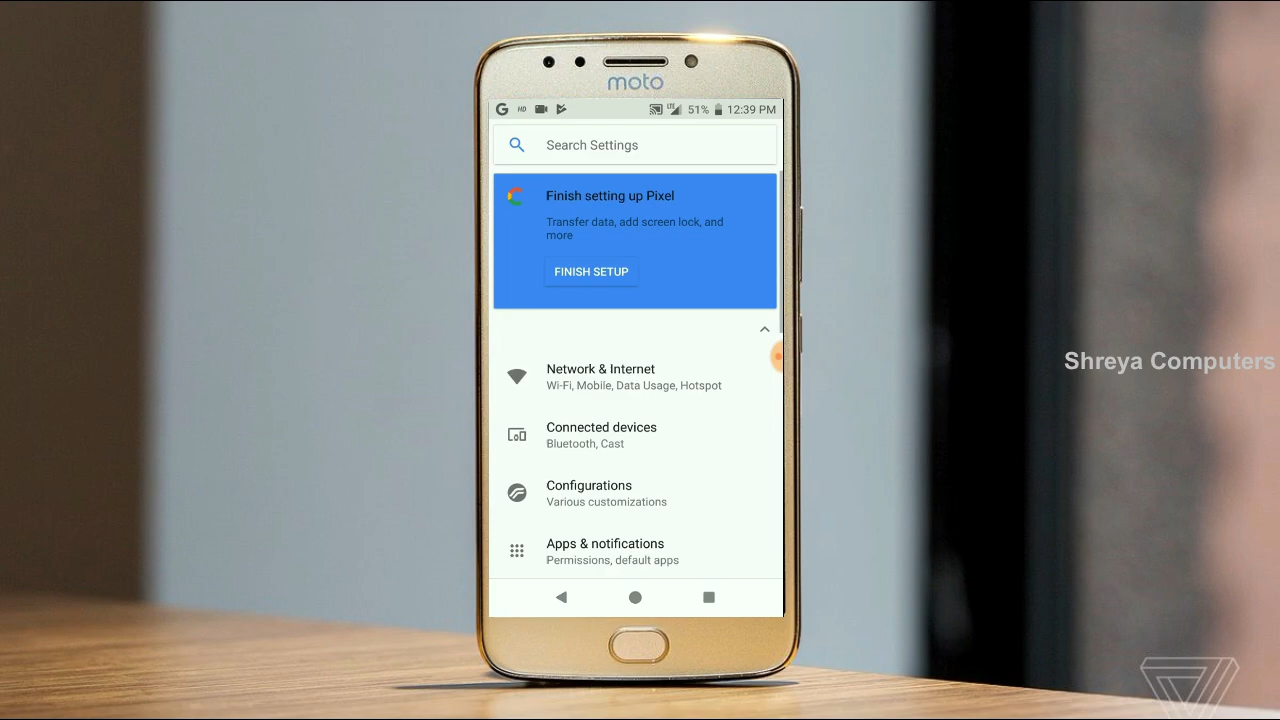 moto
HD
LTE
51%
12:39 PM
Search Settings
Finish setting up Pixel
Transfer data, add screen lock, and
more
FINISH SETUP
Network & Internet
Wi-Fi, Mobile, Data Usage, Hotspot
Connected devices
Bluetooth, Cast
Shreya Computers
Configurations
Various customizations
Apps & notifications
Permissions, default apps